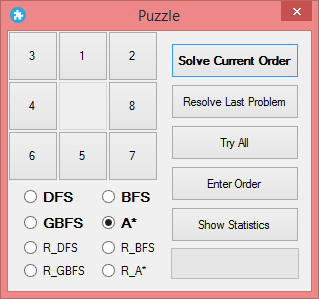 Puzzle
3 1 2
Solve Current Order
Resolve Last Problem
4 8
Try All
6 5 7
Enter Order
DFS BFS
GBFS A*
Show Statistics
R_DFS R_BFS
R_GBFS R_A*